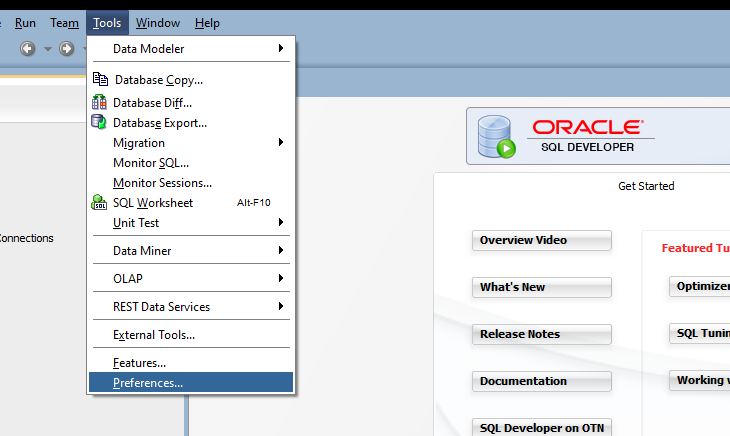 Run Team Tools Window Help
Data Modeler
Database Copy...
Database Diff...
Database Export...
Migration
Monitor SQL...
Monitor Sessions...
SQL Worksheet Alt-F10
Unit Test
Data Miner
OLAP
REST Data Services
External Tools...
Features...
Preferences...
Connections
ORACLE
SQL DEVELOPER
Get Started
Overview Video
What's New
Release Notes
Documentation
SQL Developer on OTN
Featured Tu
Optimizer
SQL Tunin
Working